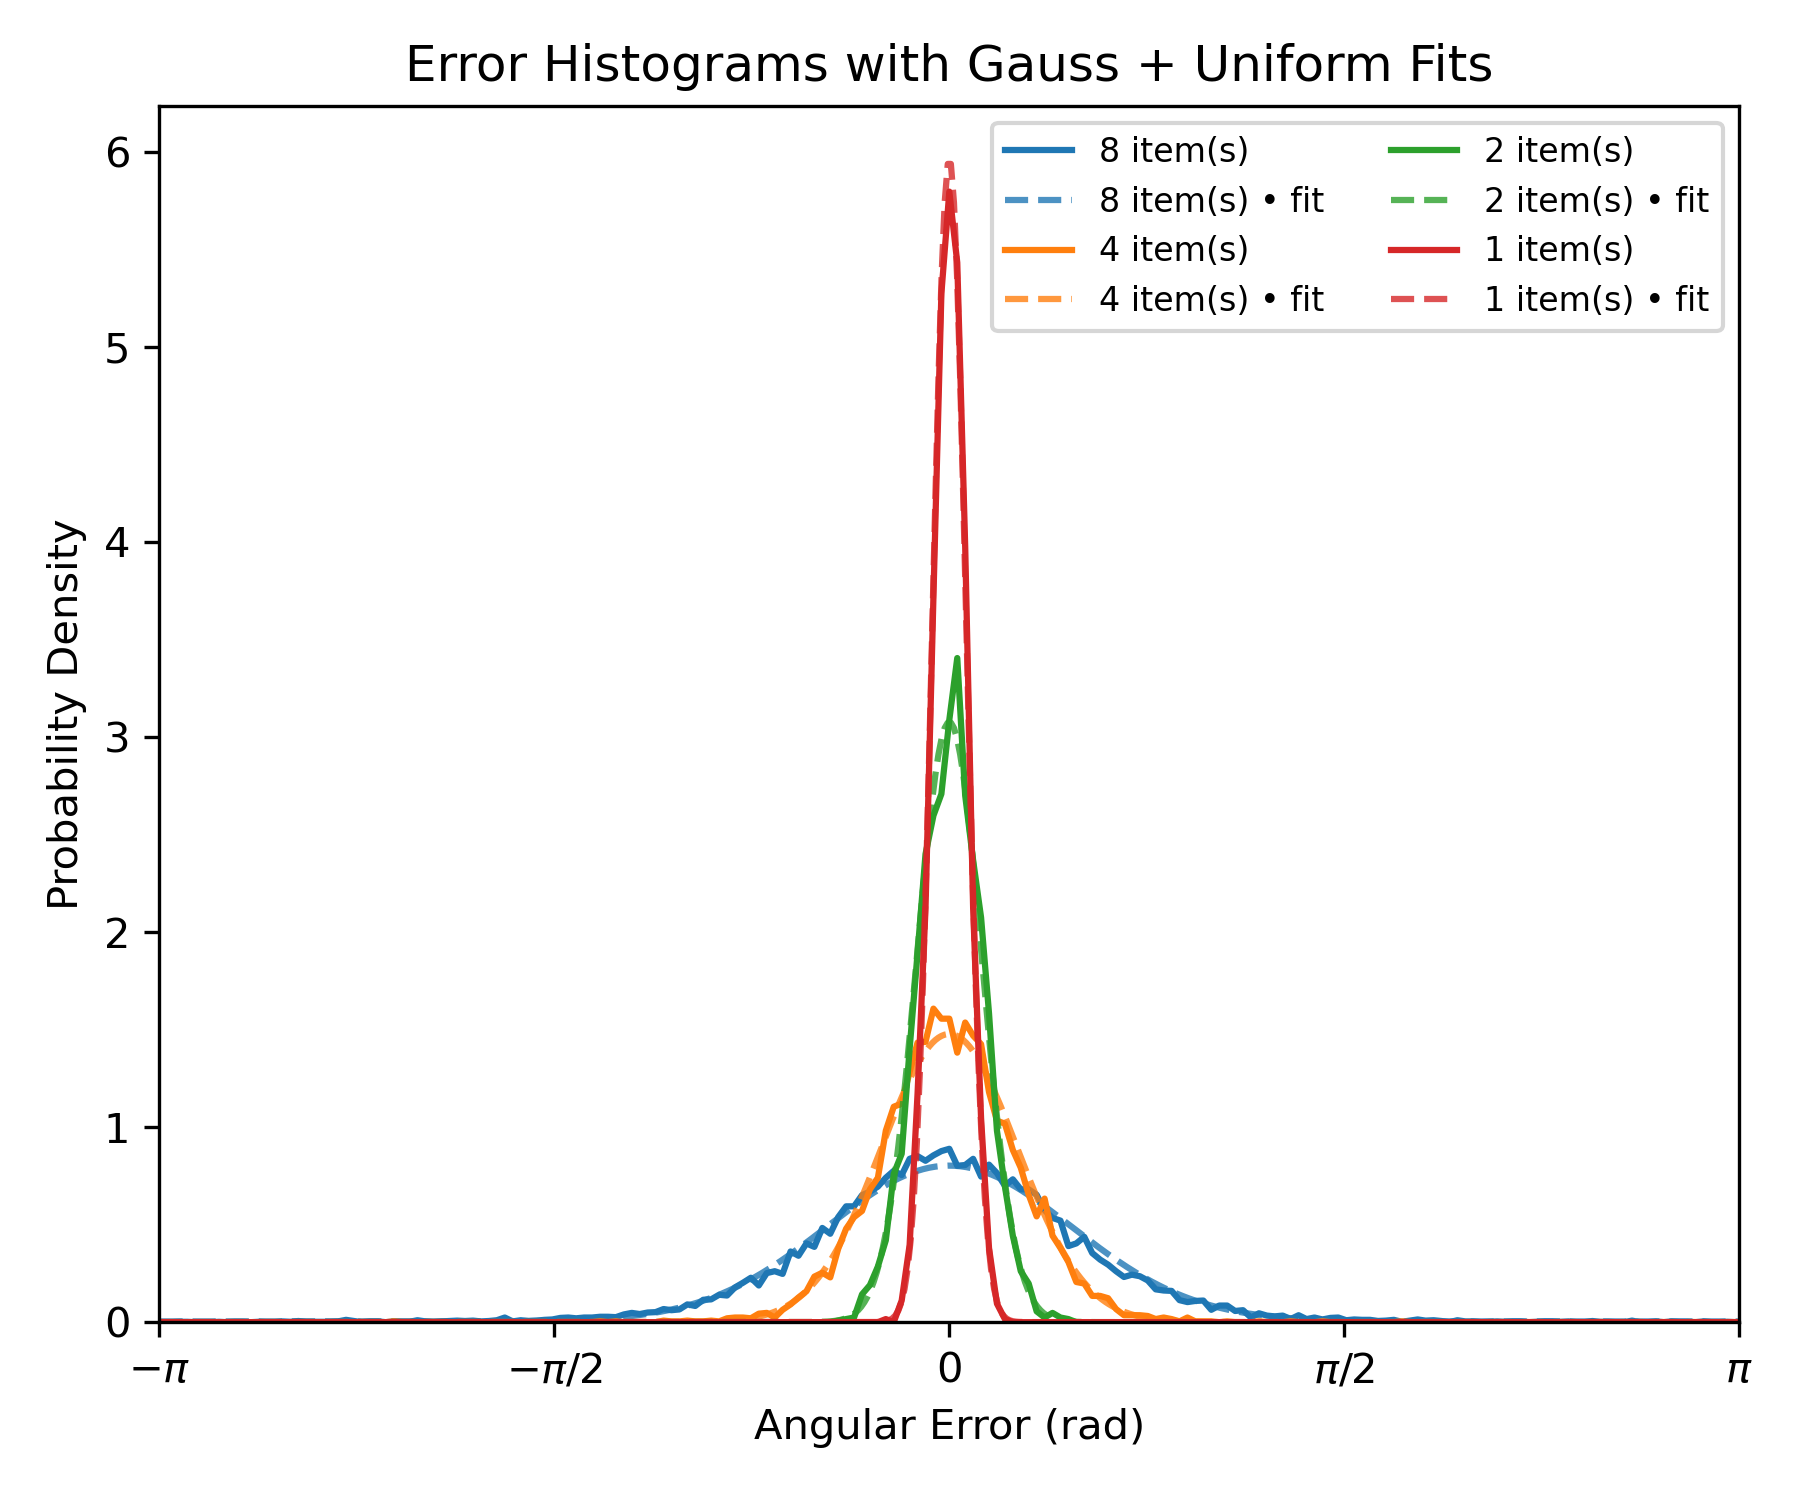 Error Histograms with Gauss + Uniform Fits
8 item(s)
8 item(s) • fit
4 item(s)
4 item(s) • fit
2 item(s)
2 item(s) • fit
1 item(s)
1 item(s) • fit
Probability Density
6
5
4
3
2
1
0
−π
−π/2
0
π/2
π
Angular Error (rad)